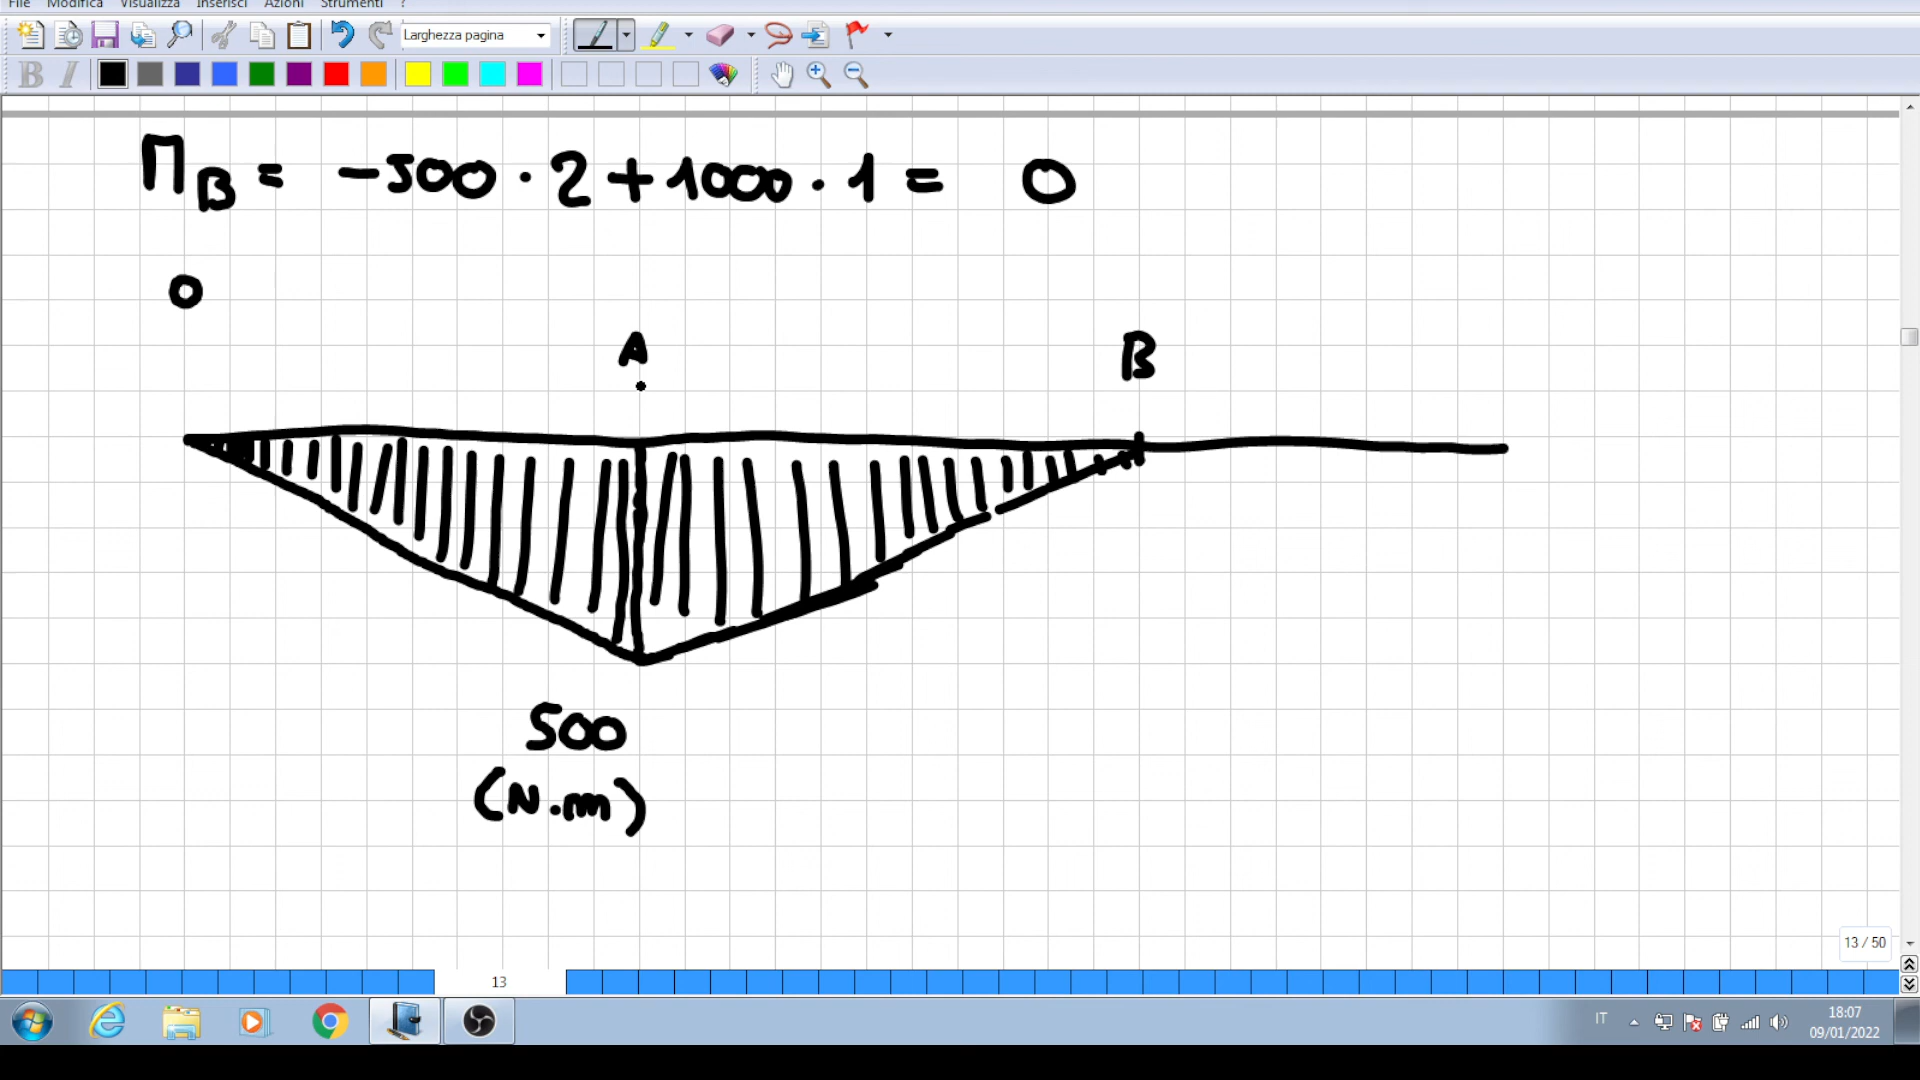 File Modifica Visualizza Inserisci Azioni Strumenti ?
Larghezza pagina
B I
M_B = -500 · 2 + 1000 · 1 = 0
O
A
B
500
(N·m)
13 / 50
13
IT
18:07
09/01/2022